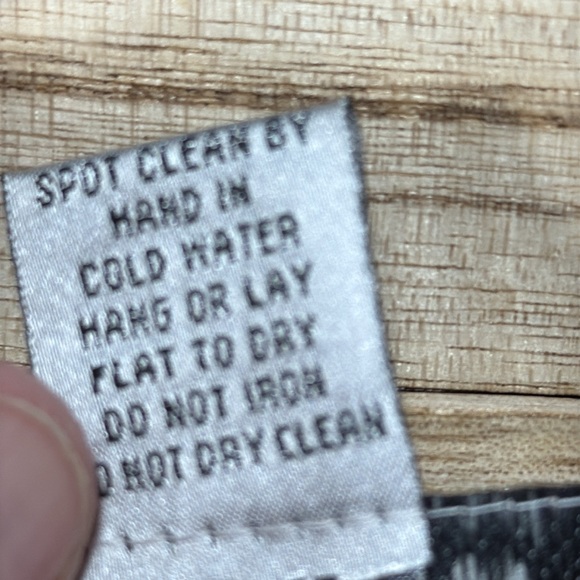 SPOT CLEAN BY
HAND IN
COLD WATER
HANG OR LAY
FLAT TO DRY
DO NOT IRON
O NOT DRY CLEAN